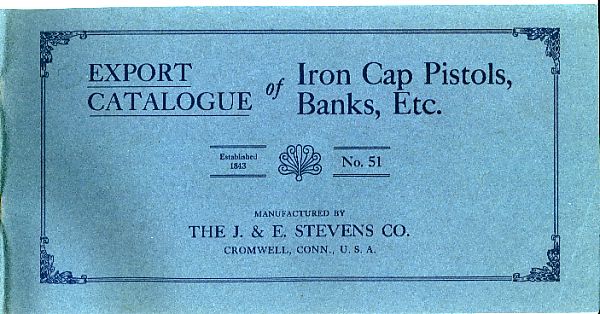 EXPORT CATALOGUE of Iron Cap Pistols, Banks, Etc.
Established 1843
No. 51
MANUFACTURED BY
THE J. & E. STEVENS CO.
CROMWELL, CONN., U. S. A.